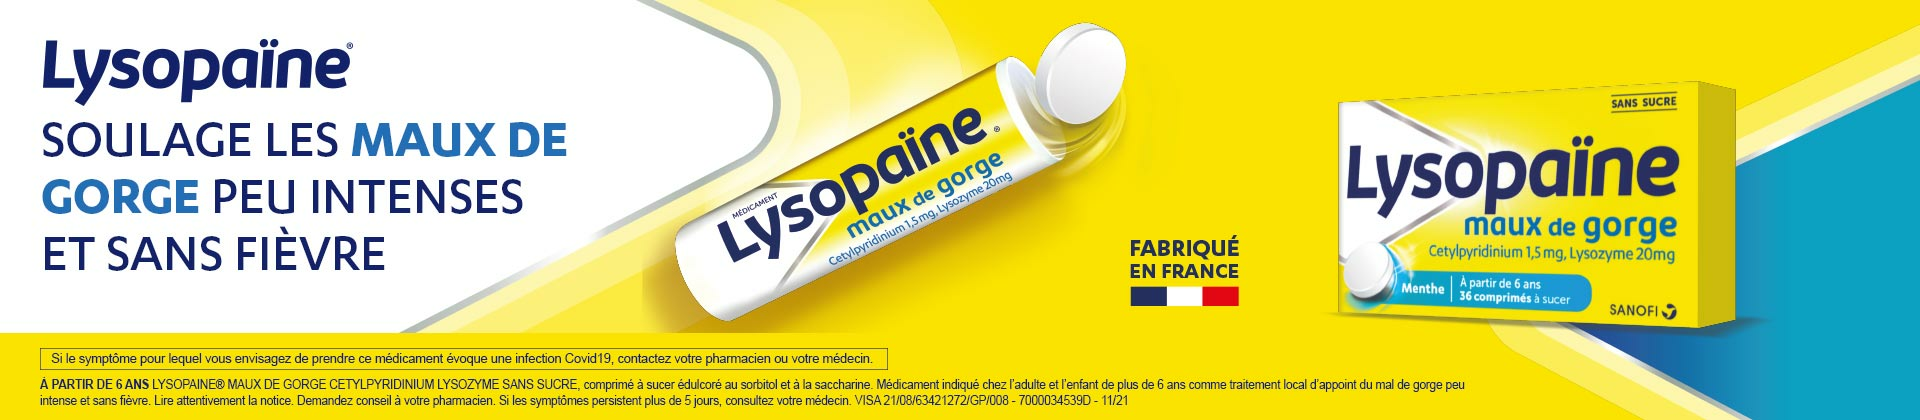 Lysopaïne®
SOULAGE LES MAUX DE
GORGE PEU INTENSES
ET SANS FIÈVRE
MÉDICAMENT
Lysopaïne®
maux de gorge
Cetylpyridinium 1,5 mg, Lysozyme 20mg
FABRIQUÉ
EN FRANCE
SANS SUCRE
Lysopaïne
maux de gorge
Cetylpyridinium 1,5 mg, Lysozyme 20mg
Menthe
À partir de 6 ans
36 comprimés à sucer
SANOFI
Si le symptôme pour lequel vous envisagez de prendre ce médicament évoque une infection Covid19, contactez votre pharmacien ou votre médecin.
À PARTIR DE 6 ANS LYSOPAINE® MAUX DE GORGE CETYLPYRIDINIUM LYSOZYME SANS SUCRE, comprimé à sucer édulcoré au sorbitol et à la saccharine. Médicament indiqué chez l'adulte et l'enfant de plus de 6 ans comme traitement local d'appoint du mal de gorge peu
intense et sans fièvre. Lire attentivement la notice. Demandez conseil à votre pharmacien. Si les symptômes persistent plus de 5 jours, consultez votre médecin. VISA 21/08/63421272/GP/008 - 7000034539D - 11/21